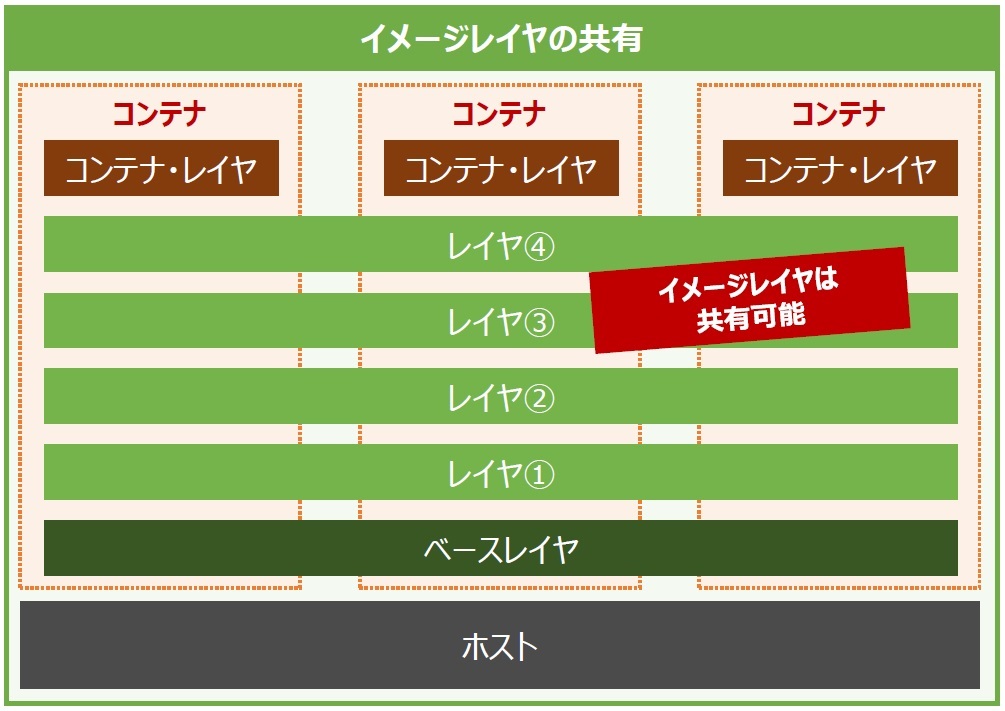 イメージレイヤの共有
コンテナ
コンテナ
コンテナ
コンテナ・レイヤ
コンテナ・レイヤ
コンテナ・レイヤ
レイヤ④
イメージレイヤは
共有可能
レイヤ③
レイヤ②
レイヤ①
ベースレイヤ
ホスト